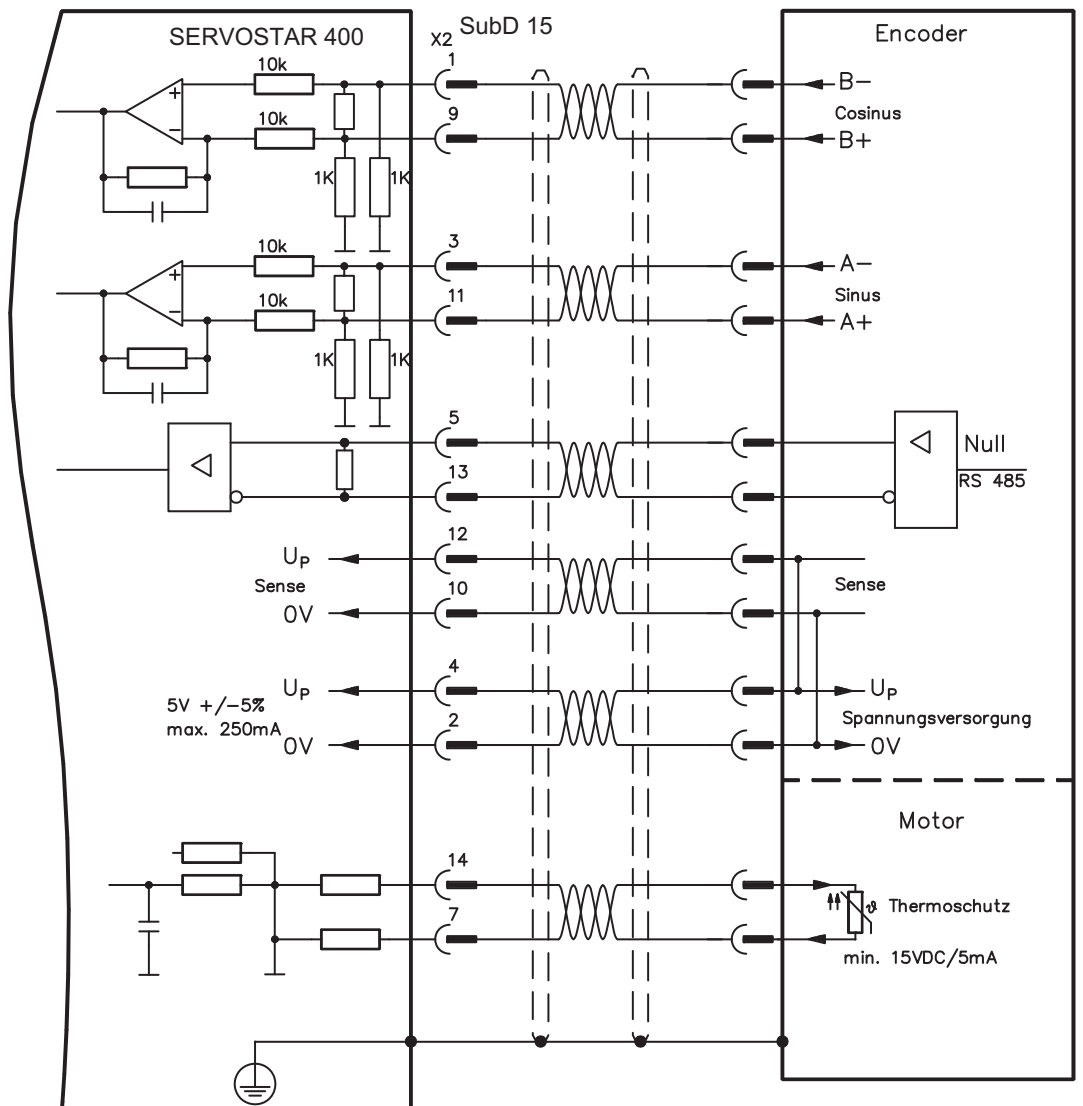 SERVOSTAR 400
SubD 15
X2
Encoder
10k
1
B-
Cosinus
10k
9
B+
1K
1K
10k
3
A-
Sinus
10k
11
A+
1K
1K
5
Null
13
RS 485
12
UP
Sense
Sense
10
0V
4
UP
UP
5V +/-5%
max. 250mA
Spannungsversorgung
2
0V
0V
Motor
14
7
ϑ Thermoschutz
min. 15VDC/5mA